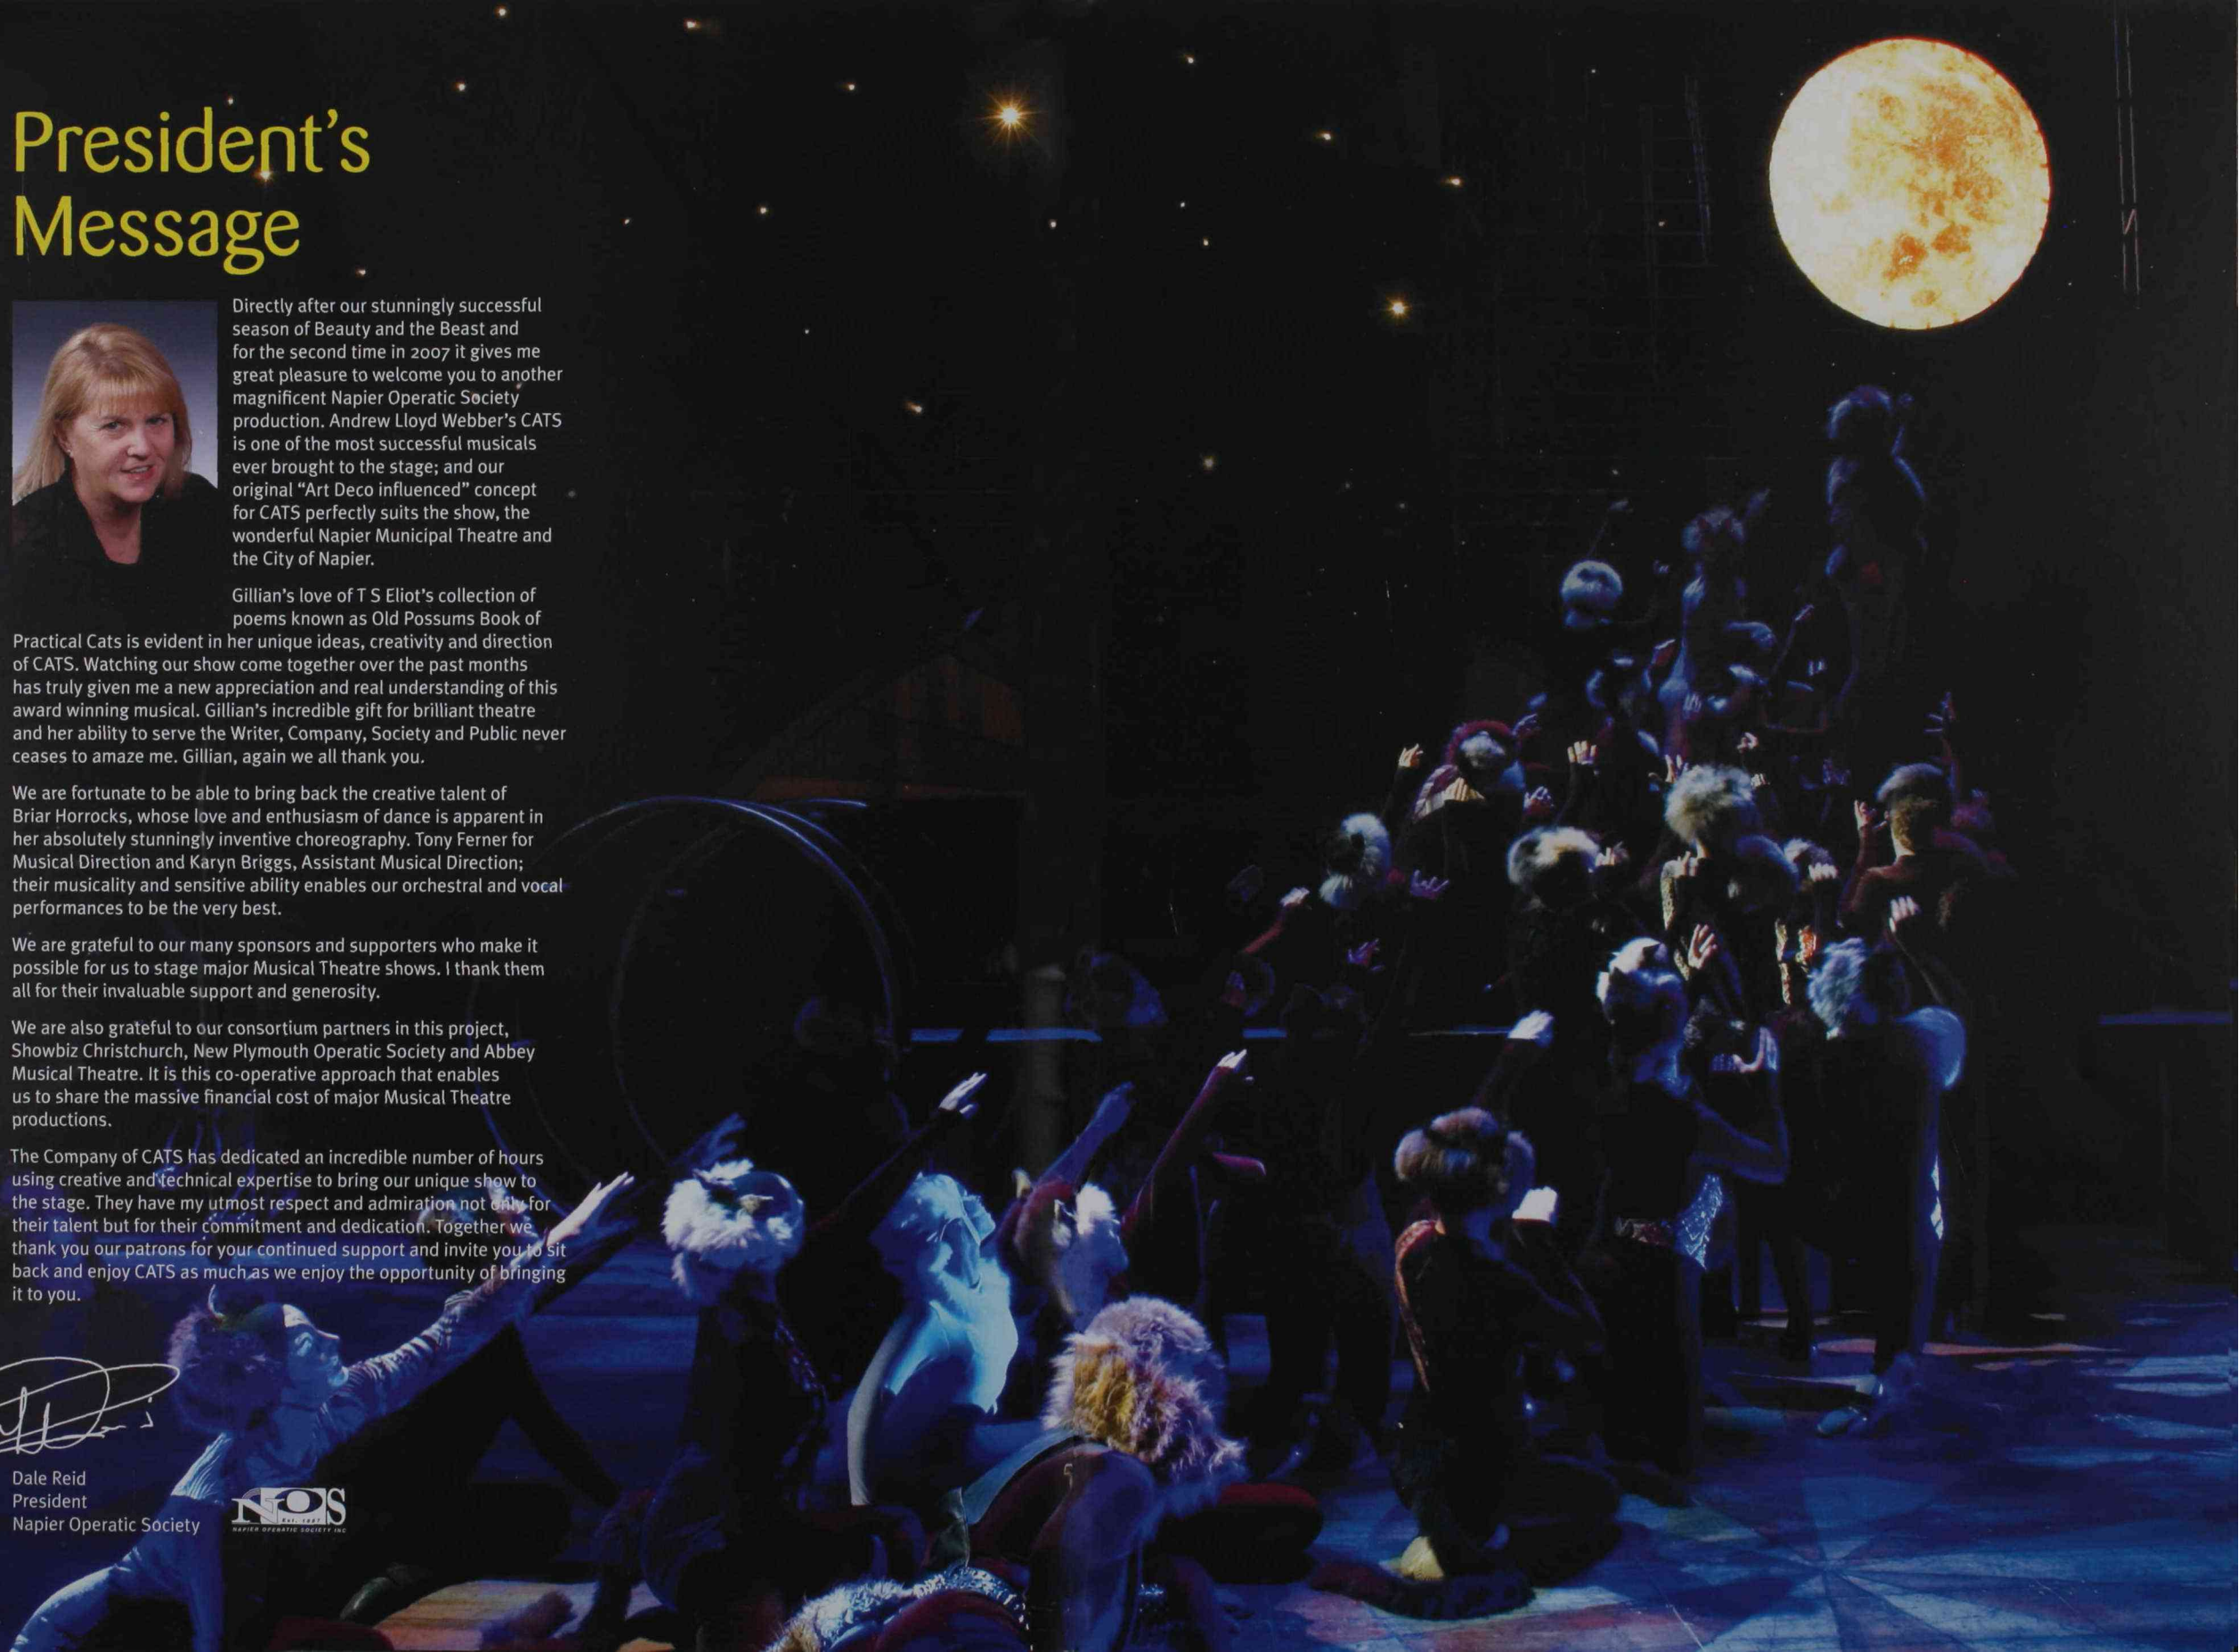 President's
Message
Directly after our stunningly successful
season of Beauty and the Beast and
for the second time in 2007 it gives me
great pleasure to welcome you to another
magnificent Napier Operatic Society
production. Andrew Lloyd Webber's CATS
is one of the most successful musicals
ever brought to the stage; and our
original “Art Deco influenced” concept
for CATS perfectly suits the show, the
wonderful Napier Municipal Theatre and
the City of Napier.
Gillian's love of T S Eliot's collection of
poems known as Old Possums Book of
Practical Cats is evident in her unique ideas, creativity and direction
of CATS. Watching our show come together over the past months
has truly given me a new appreciation and real understanding of this
award winning musical. Gillian's incredible gift for brilliant theatre
and her ability to serve the Writer, Company, Society and Public never
ceases to amaze me. Gillian, again we all thank you.
We are fortunate to be able to bring back the creative talent of
Briar Horrocks, whose love and enthusiasm of dance is apparent in
her absolutely stunningly inventive choreography. Tony Ferner for
Musical Direction and Karyn Briggs, Assistant Musical Direction;
their musicality and sensitive ability enables our orchestral and vocal
performances to be the very best.
We are grateful to our many sponsors and supporters who make it
possible for us to stage major Musical Theatre shows. I thank them
all for their invaluable support and generosity.
We are also grateful to our consortium partners in this project,
Showbiz Christchurch, New Plymouth Operatic Society and Abbey
Musical Theatre. It is this co-operative approach that enables
us to share the massive financial cost of major Musical Theatre
productions.
The Company of CATS has dedicated an incredible number of hours
using creative and technical expertise to bring our unique show to
the stage. They have my utmost respect and admiration not only for
their talent but for their commitment and dedication. Together we
thank you our patrons for your continued support and invite you to sit
back and enjoy CATS as much as we enjoy the opportunity of bringing
it to you.
Dale Reid
President
Napier Operatic Society
NOS
Est. 1887
NAPIER OPERATIC SOCIETY INC